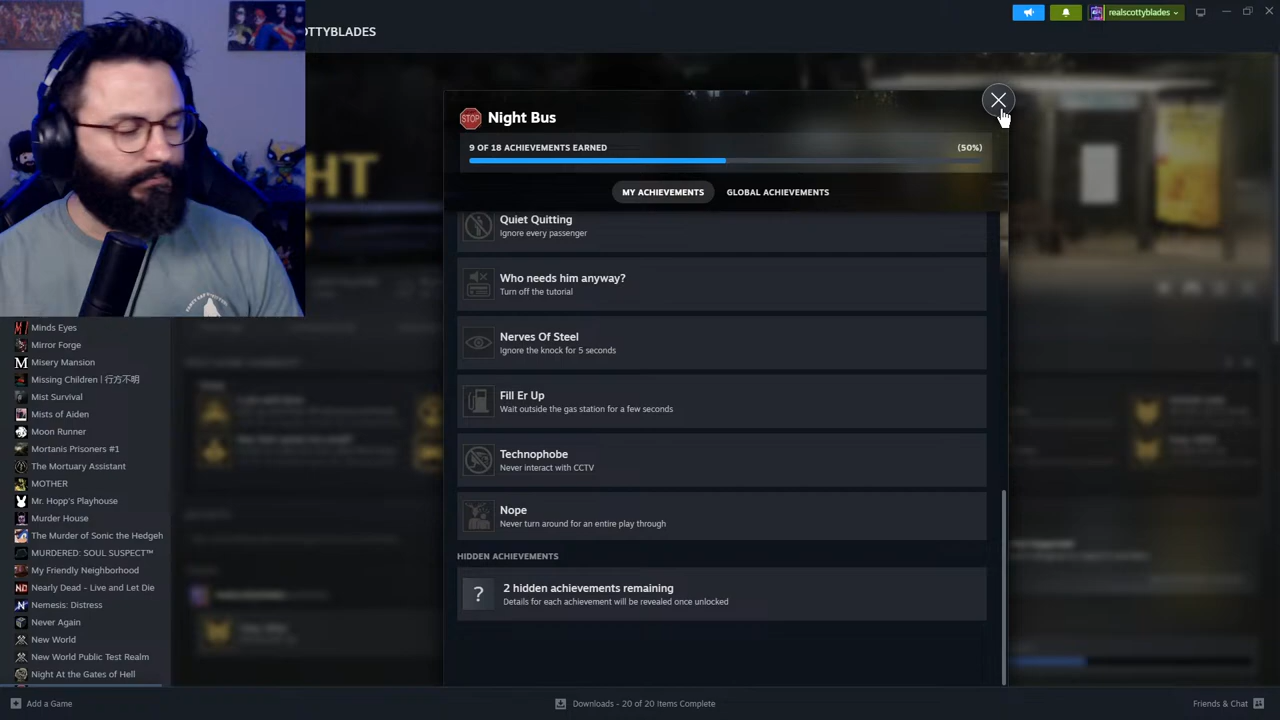 realscottyblades
OTTYBLADES
STOP
Night Bus
9 OF 18 ACHIEVEMENTS EARNED
(50%)
MY ACHIEVEMENTS
GLOBAL ACHIEVEMENTS
Quiet Quitting
Ignore every passenger
Who needs him anyway?
Turn off the tutorial
Nerves Of Steel
Ignore the knock for 5 seconds
Fill Er Up
Wait outside the gas station for a few seconds
Technophobe
Never interact with CCTV
Nope
Never turn around for an entire play through
HIDDEN ACHIEVEMENTS
?
2 hidden achievements remaining
Details for each achievement will be revealed once unlocked
Minds Eyes
Mirror Forge
Misery Mansion
Missing Children | 行方不明
Mist Survival
Mists of Aiden
Moon Runner
Mortanis Prisoners #1
The Mortuary Assistant
MOTHER
Mr. Hopp's Playhouse
Murder House
The Murder of Sonic the Hedgeh
MURDERED: SOUL SUSPECT™
My Friendly Neighborhood
Nearly Dead - Live and Let Die
Nemesis: Distress
Never Again
New World
New World Public Test Realm
Night At the Gates of Hell
Add a Game
Downloads - 20 of 20 Items Complete
Friends & Chat